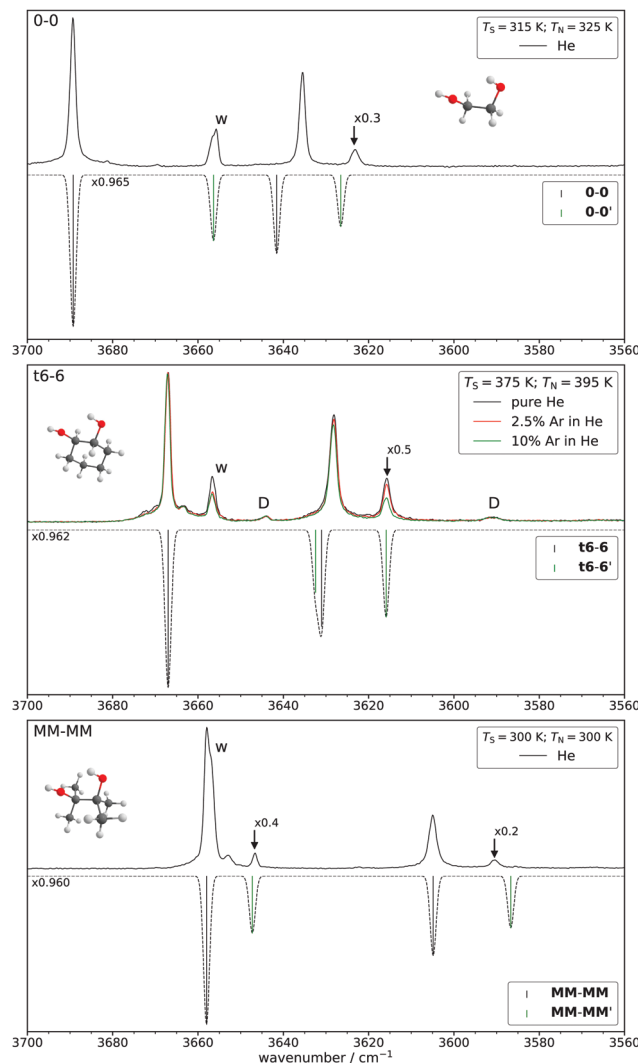 0-0
T_S = 315 K; T_N = 325 K
He
w
x0.3
x0.965
0-0
0-0'
3700 3680 3660 3640 3620 3600 3580 3560
t6-6
T_S = 375 K; T_N = 395 K
pure He
2.5% Ar in He
10% Ar in He
w
D
x0.5
D
x0.962
t6-6
t6-6'
3700 3680 3660 3640 3620 3600 3580 3560
MM-MM
T_S = 300 K; T_N = 300 K
He
w
x0.4
x0.2
x0.960
MM-MM
MM-MM'
3700 3680 3660 3640 3620 3600 3580 3560
wavenumber / cm⁻¹